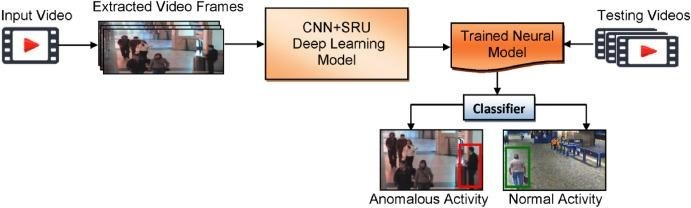 Input Video
Extracted Video Frames
CNN+SRU
Deep Learning
Model
Trained Neural
Model
Testing Videos
Classifier
Anomalous Activity
Normal Activity